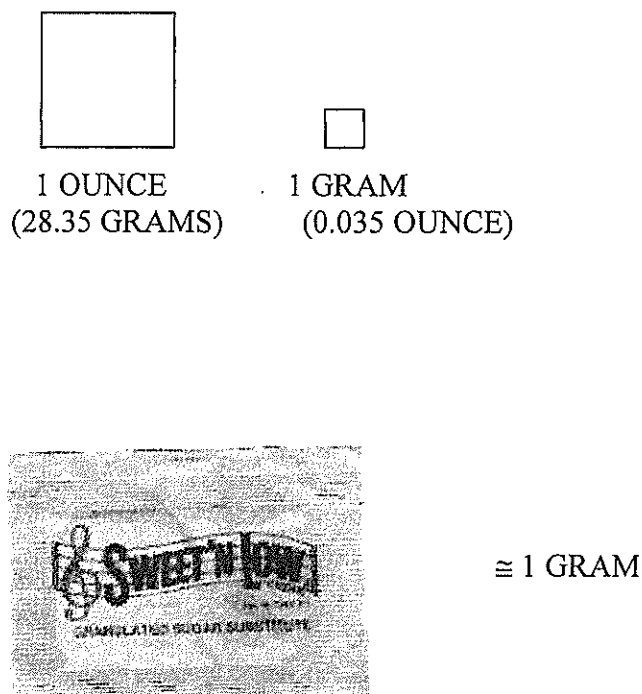 1 OUNCE
(28.35 GRAMS)
1 GRAM
(0.035 OUNCE)
SWEET'N LOW
GRANULATED SUGAR SUBSTITUTE
≅ 1 GRAM